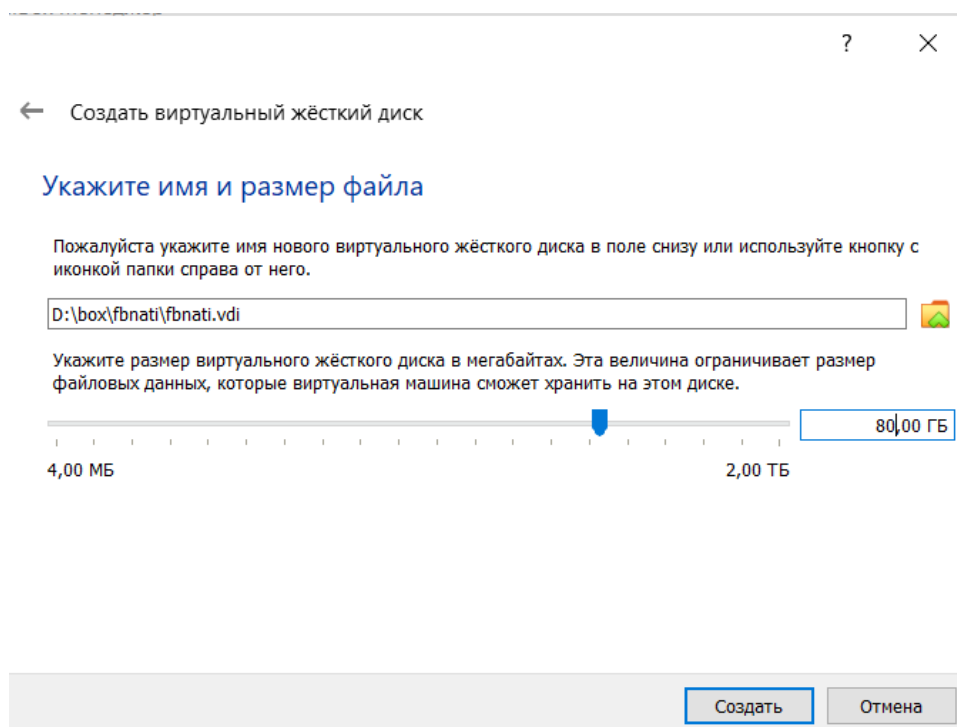 ?
Создать виртуальный жёсткий диск
Укажите имя и размер файла
Пожалуйста укажите имя нового виртуального жёсткого диска в поле снизу или используйте кнопку с
иконкой папки справа от него.
D:\box\fbnati\fbnati.vdi
Укажите размер виртуального жёсткого диска в мегабайтах. Эта величина ограничивает размер
файловых данных, которые виртуальная машина сможет хранить на этом диске.
80,00 ГБ
4,00 МБ
2,00 ТБ
Создать
Отмена